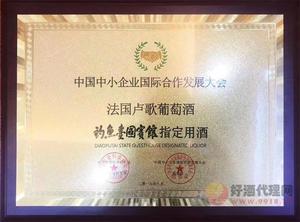 中国中小企业国际合作发展大会
法国卢歌葡萄酒
钓鱼台国宾馆指定用酒
DIAOYUTAI STATE GUESTHOUSE DESIGNATED LIQUOR
好酒代理网